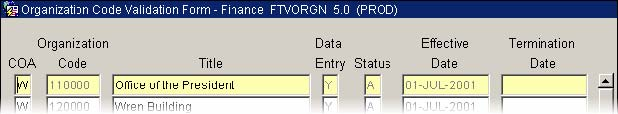 Organization Code Validation Form - Finance FTVORGN 5.0 (PROD)
Organization Data Effective Termination
COA Code Title Entry Status Date Date
W 110000 Office of the President Y A 01-JUL-2001
W 120000 Wren Building Y A 01-JUL-2001